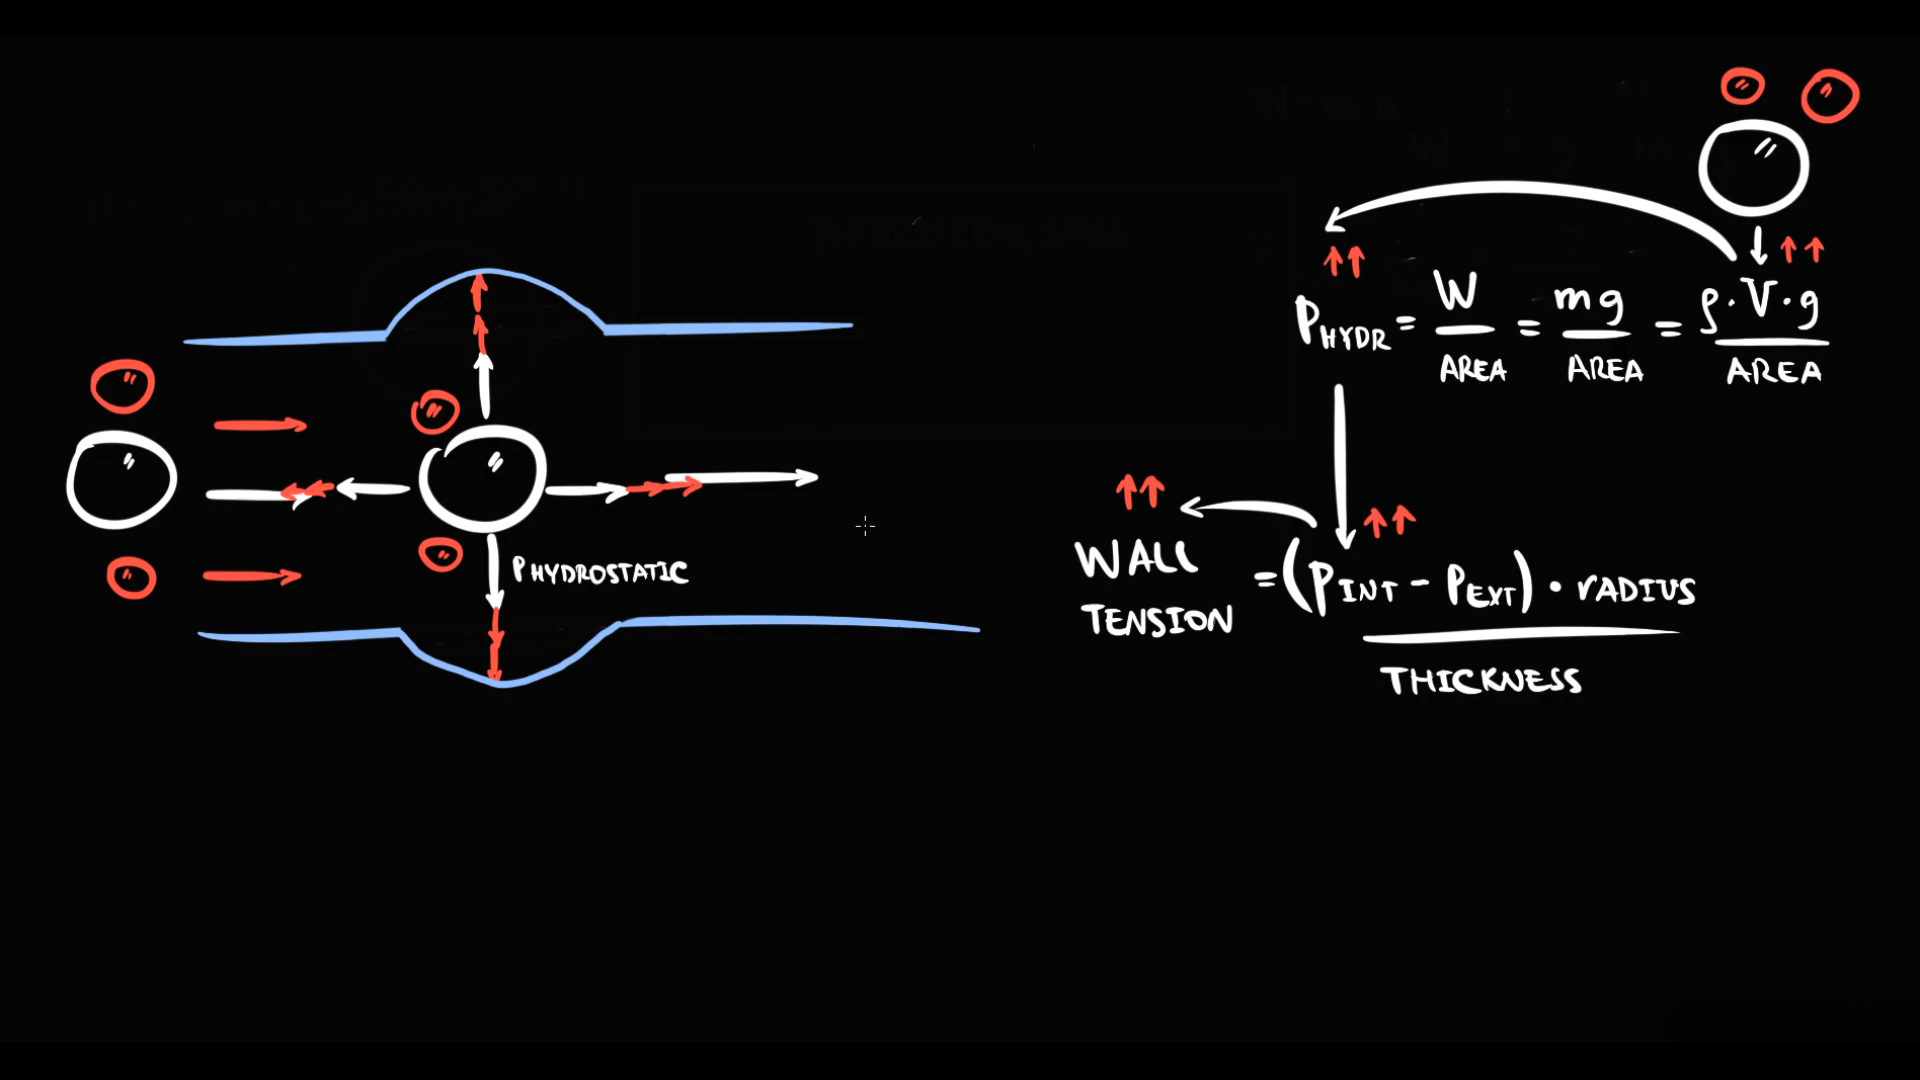 PHYDROSTATIC
PHYDR = W / AREA = mg / AREA = ρ·V·g / AREA
WALL TENSION = (PINT - PEXT) · rADIUS / THICKNESS